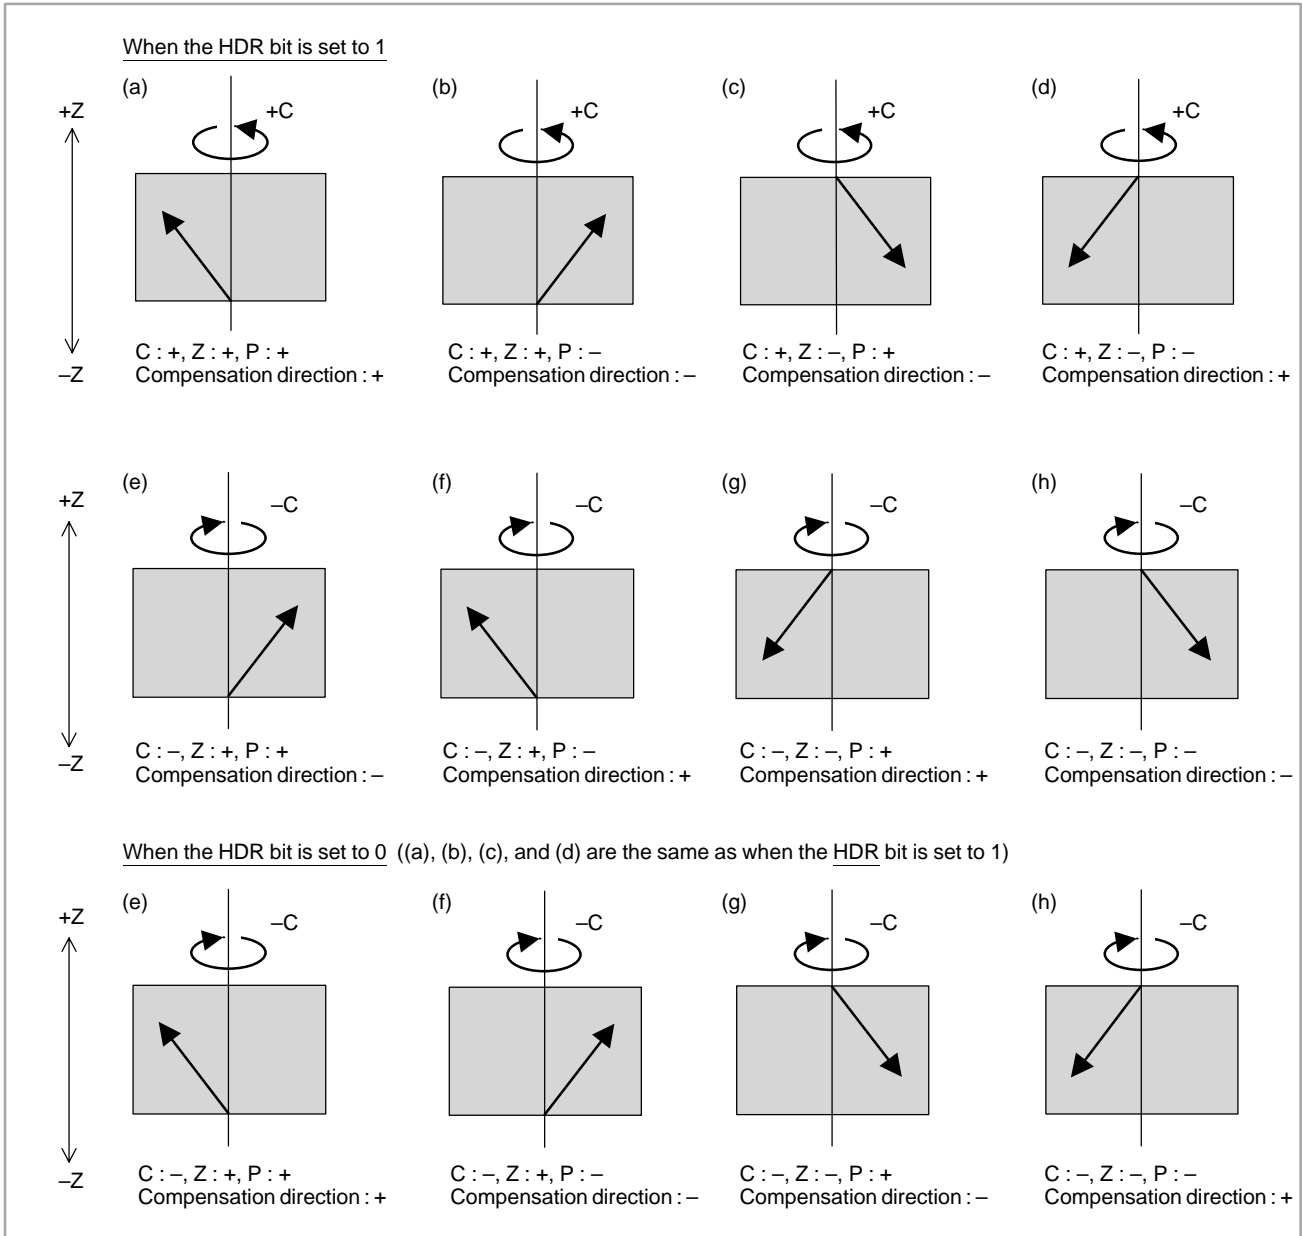 When the HDR bit is set to 1
(a) (b) (c) (d)
+Z +C +C +C +C
–Z
C : +, Z : +, P : + C : +, Z : +, P : – C : +, Z : –, P : + C : +, Z : –, P : –
Compensation direction : + Compensation direction : – Compensation direction : – Compensation direction : +
(e) (f) (g) (h)
+Z –C –C –C –C
–Z
C : –, Z : +, P : + C : –, Z : +, P : – C : –, Z : –, P : + C : –, Z : –, P : –
Compensation direction : – Compensation direction : + Compensation direction : + Compensation direction : –
When the HDR bit is set to 0 ((a), (b), (c), and (d) are the same as when the HDR bit is set to 1)
(e) (f) (g) (h)
+Z –C –C –C –C
–Z
C : –, Z : +, P : + C : –, Z : +, P : – C : –, Z : –, P : + C : –, Z : –, P : –
Compensation direction : + Compensation direction : – Compensation direction : – Compensation direction : +